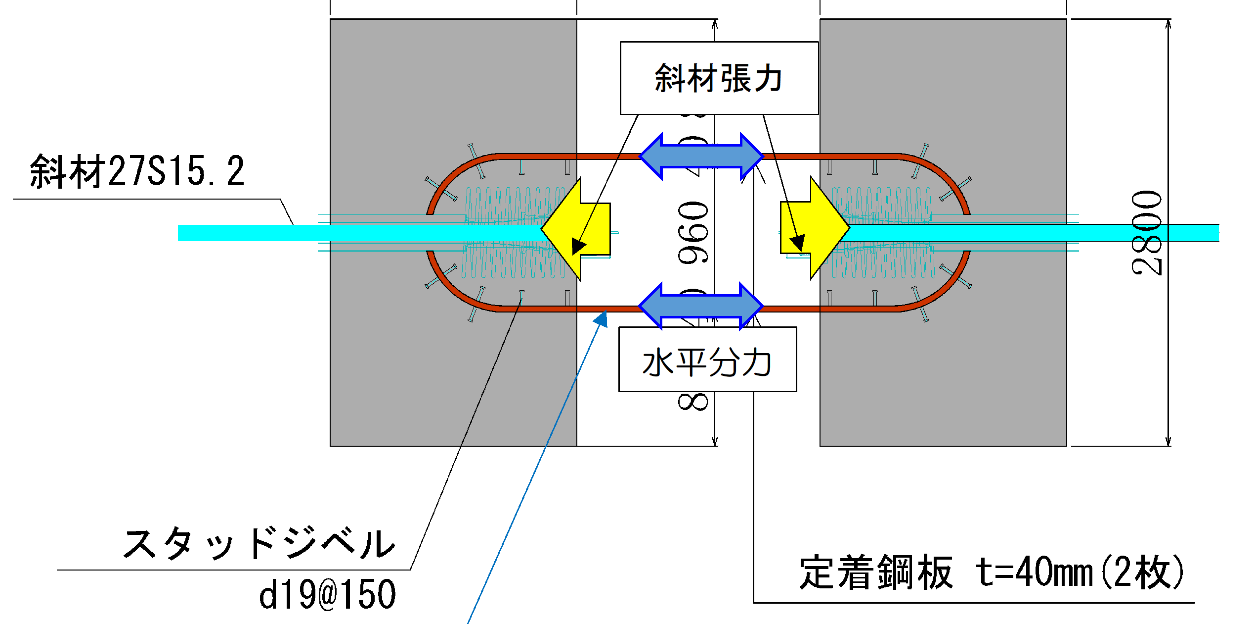 斜材張力
斜材27S15.2
960
2800
水平分力
スタッドジベル
d19@150
定着鋼板 t=40mm(2枚)